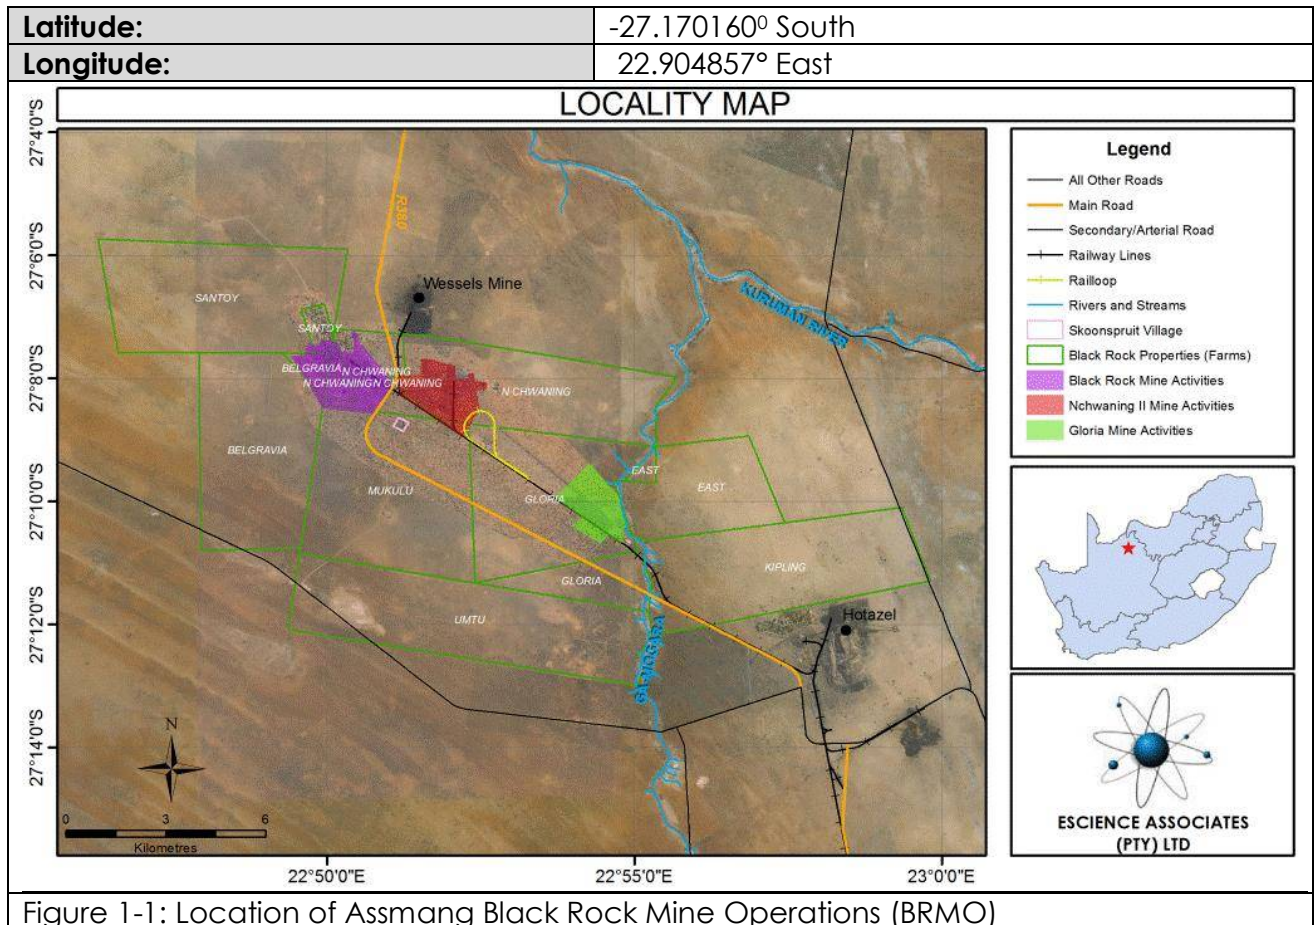 Latitude: -27.170160⁰ South
Longitude: 22.904857° East
LOCALITY MAP
27°4'0"S
27°6'0"S
27°8'0"S
27°10'0"S
27°12'0"S
27°14'0"S
R380
Wessels Mine
SANTOY
SANTOY
KURUMAN RIVER
BELGRAVIA
N CHWANING
N CHWANING
N CHWANING
N CHWANING
BELGRAVIA
MUKULU
GLORIA
EAST
EAST
GLORIA
KIPLING
UMTU
Hotazel
GAMOGARA
N
0 3 6
Kilometres
22°50'0"E
22°55'0"E
23°0'0"E
Legend
All Other Roads
Main Road
Secondary/Arterial Road
Railway Lines
Railloop
Rivers and Streams
Skoonspruit Village
Black Rock Properties (Farms)
Black Rock Mine Activities
Nchwaning II Mine Activities
Gloria Mine Activities
ESCIENCE ASSOCIATES
(PTY) LTD
Figure 1-1: Location of Assmang Black Rock Mine Operations (BRMO)